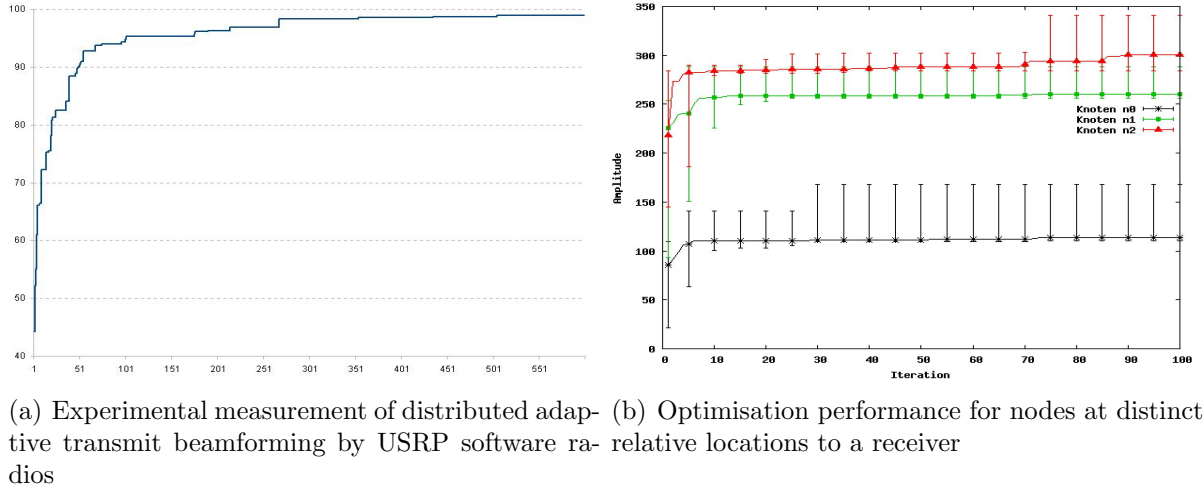 100
90
80
70
60
50
40
1 51 101 151 201 251 301 351 401 451 501 551
350
300
250
200
150
100
50
0
0 10 20 30 40 50 60 70 80 90 100
Amplitude
Iteration
Knoten n0
Knoten n1
Knoten n2
(a) Experimental measurement of distributed adap-
tive transmit beamforming by USRP software ra-
dios
(b) Optimisation performance for nodes at distinct
relative locations to a receiver